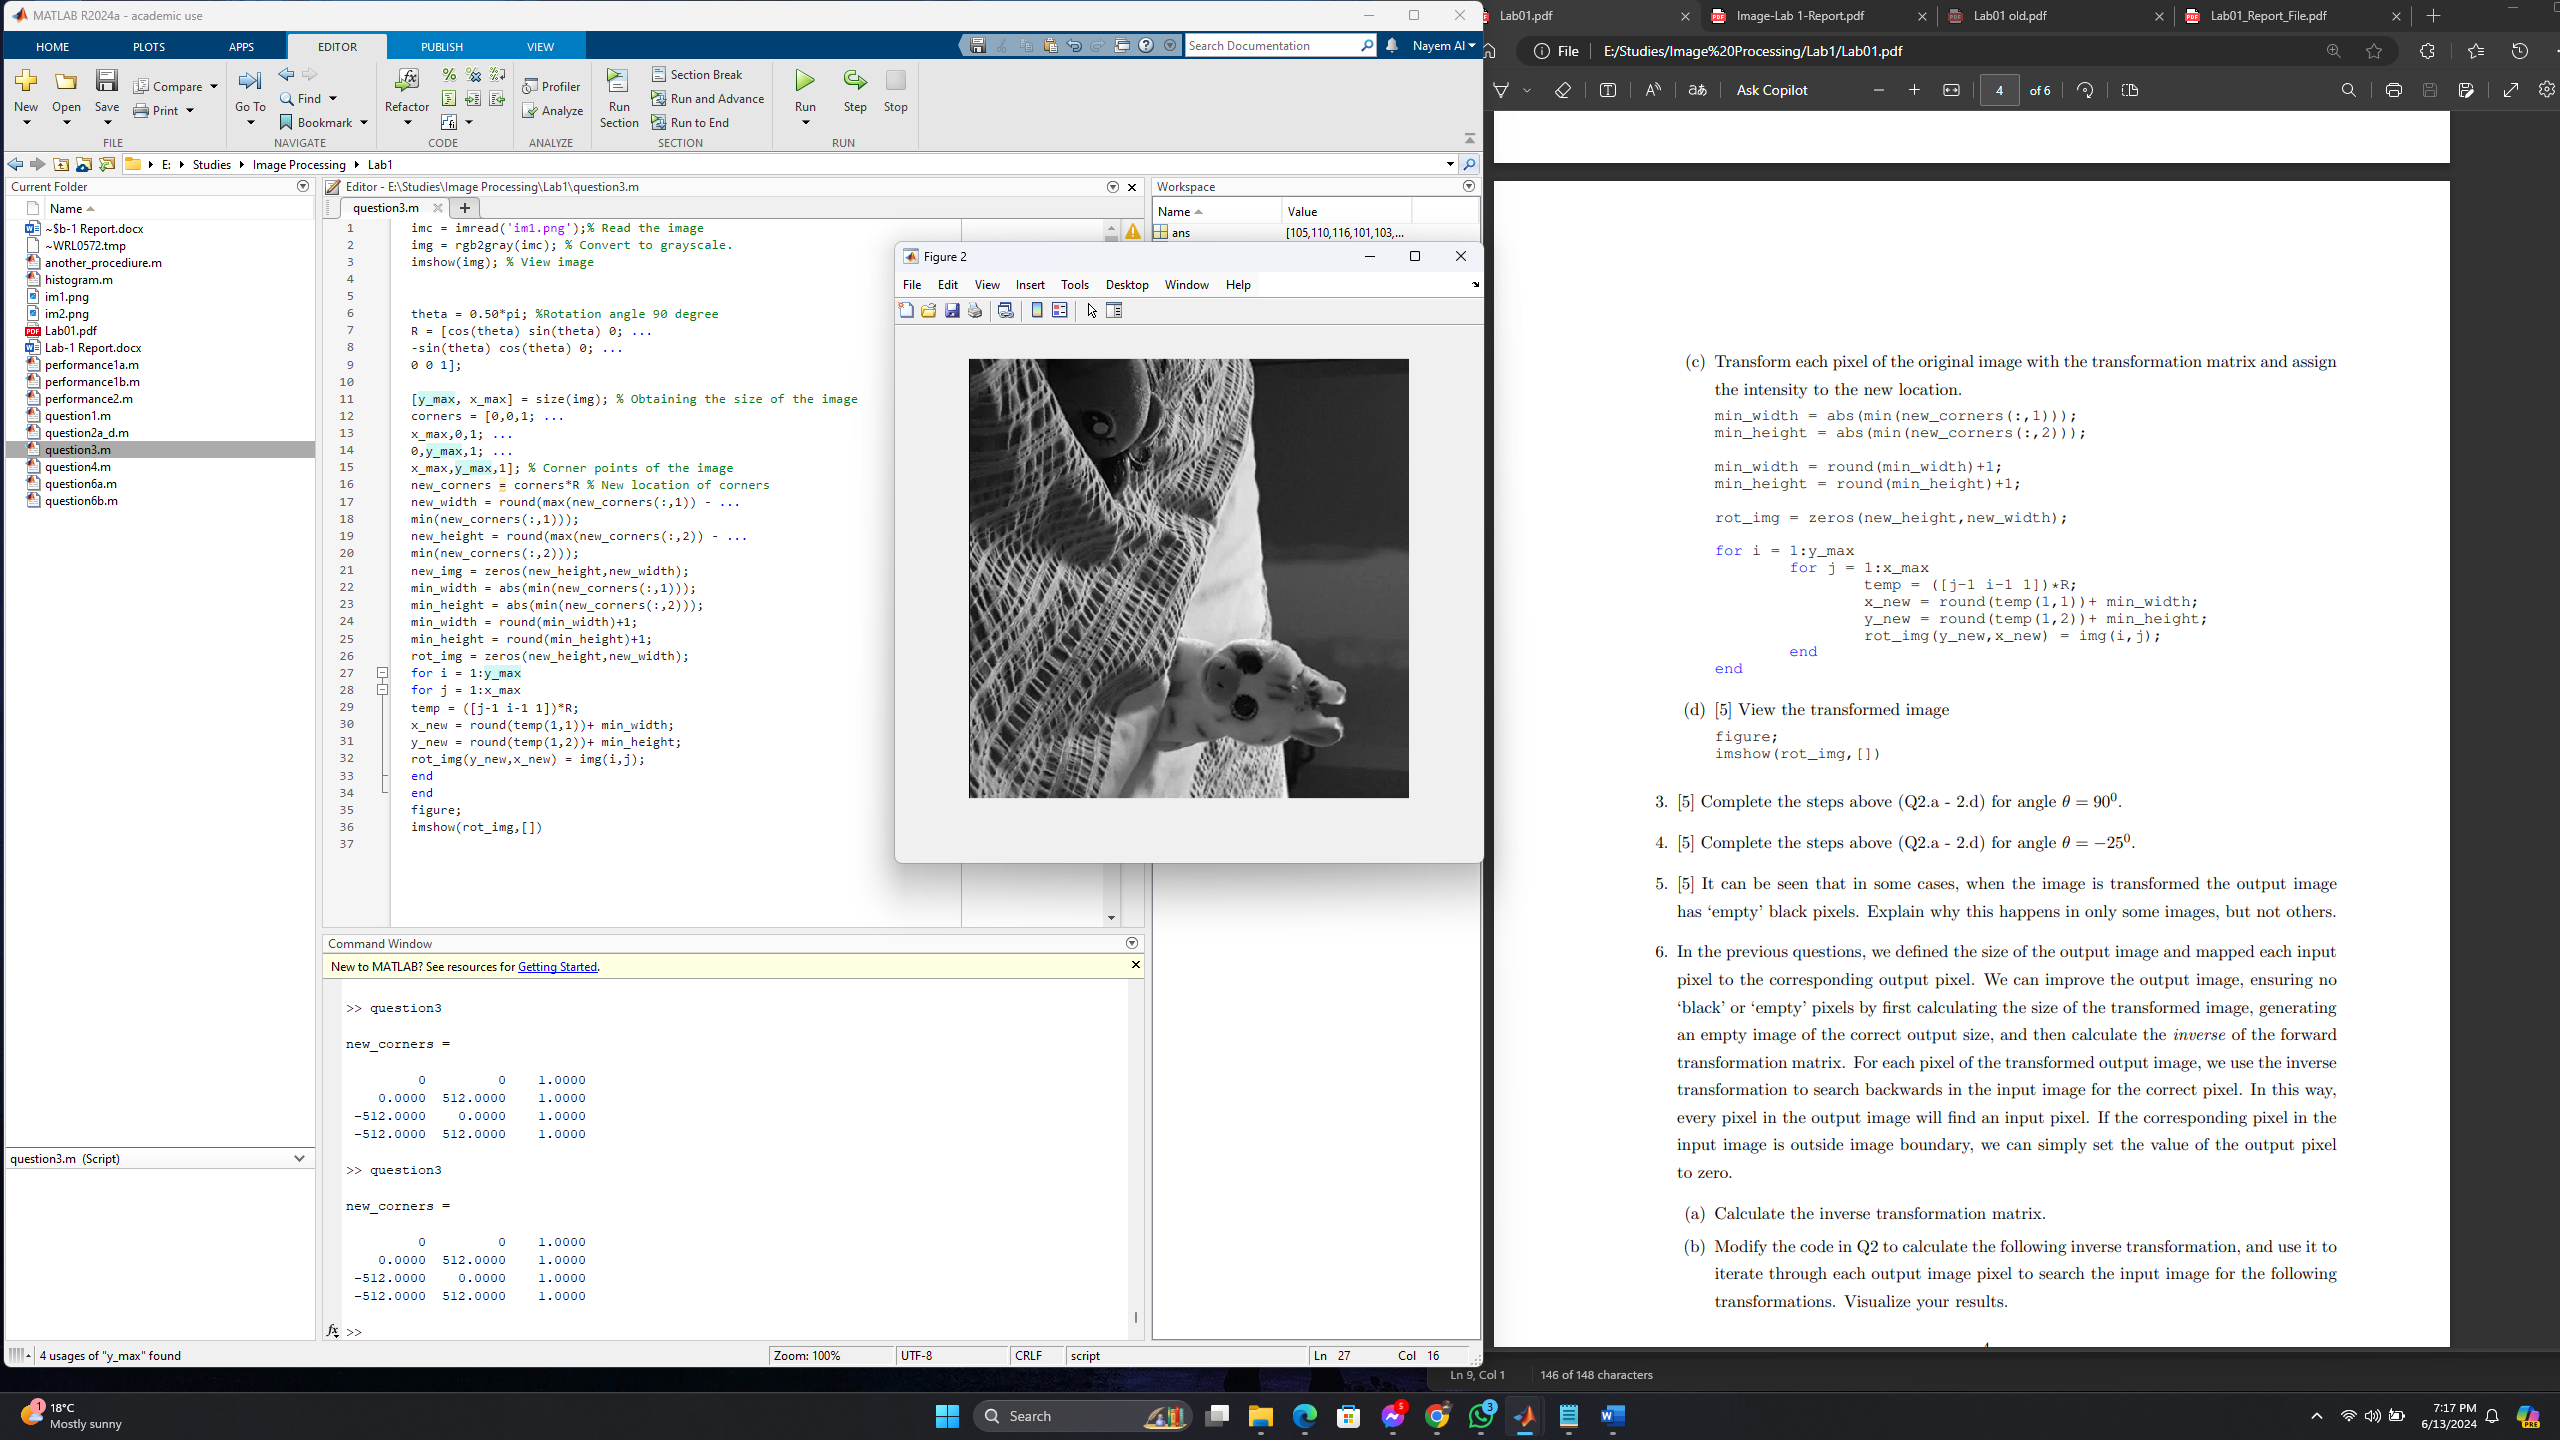 MATLAB R2024a - academic use
HOME PLOTS APPS EDITOR PUBLISH VIEW
Search Documentation Nayem Al
New Open Save Compare Print
Go To Find Bookmark
Refactor
Profiler Analyze
Run Section Section Break Run and Advance Run to End
Run Step Stop
FILE NAVIGATE CODE ANALYZE SECTION RUN
E: Studies Image Processing Lab1
Current Folder
Name
~$b-1 Report.docx
~WRL0572.tmp
another_procediure.m
histogram.m
im1.png
im2.png
Lab01.pdf
Lab-1 Report.docx
performance1a.m
performance1b.m
performance2.m
question1.m
question2a_d.m
question3.m
question4.m
question6a.m
question6b.m
question3.m (Script)
Editor - E:\Studies\Image Processing\Lab1\question3.m
question3.m
1 imc = imread('im1.png');% Read the image
2 img = rgb2gray(imc); % Convert to grayscale.
3 imshow(img); % View image
4
5
6 theta = 0.50*pi; %Rotation angle 90 degree
7 R = [cos(theta) sin(theta) 0; ...
8 -sin(theta) cos(theta) 0; ...
9 0 0 1];
10
11 [y_max, x_max] = size(img); % Obtaining the size of the image
12 corners = [0,0,1; ...
13 x_max,0,1; ...
14 0,y_max,1; ...
15 x_max,y_max,1]; % Corner points of the image
16 new_corners = corners*R % New location of corners
17 new_width = round(max(new_corners(:,1)) - ...
18 min(new_corners(:,1)));
19 new_height = round(max(new_corners(:,2)) - ...
20 min(new_corners(:,2)));
21 new_img = zeros(new_height,new_width);
22 min_width = abs(min(new_corners(:,1)));
23 min_height = abs(min(new_corners(:,2)));
24 min_width = round(min_width)+1;
25 min_height = round(min_height)+1;
26 rot_img = zeros(new_height,new_width);
27 for i = 1:y_max
28 for j = 1:x_max
29 temp = ([j-1 i-1 1])*R;
30 x_new = round(temp(1,1))+ min_width;
31 y_new = round(temp(1,2))+ min_height;
32 rot_img(y_new,x_new) = img(i,j);
33 end
34 end
35 figure;
36 imshow(rot_img,[])
37
Workspace
Name Value
ans [105,110,116,101,103,...
Figure 2
File Edit View Insert Tools Desktop Window Help
Command Window
New to MATLAB? See resources for Getting Started.
>> question3
new_corners =
0 0 1.0000
0.0000 512.0000 1.0000
-512.0000 0.0000 1.0000
-512.0000 512.0000 1.0000
>> question3
new_corners =
0 0 1.0000
0.0000 512.0000 1.0000
-512.0000 0.0000 1.0000
-512.0000 512.0000 1.0000
fx >>
4 usages of "y_max" found Zoom: 100% UTF-8 CRLF script Ln 27 Col 16
Lab01.pdf Image-Lab 1-Report.pdf Lab01 old.pdf Lab01_Report_File.pdf
File E:/Studies/Image%20Processing/Lab1/Lab01.pdf
Ask Copilot 4 of 6
(c) Transform each pixel of the original image with the transformation matrix and assign
the intensity to the new location.
min_width = abs(min(new_corners(:,1)));
min_height = abs(min(new_corners(:,2)));
min_width = round(min_width)+1;
min_height = round(min_height)+1;
rot_img = zeros(new_height,new_width);
for i = 1:y_max
for j = 1:x_max
temp = ([j-1 i-1 1])*R;
x_new = round(temp(1,1))+ min_width;
y_new = round(temp(1,2))+ min_height;
rot_img(y_new,x_new) = img(i,j);
end
end
(d) [5] View the transformed image
figure;
imshow(rot_img,[])
3. [5] Complete the steps above (Q2.a - 2.d) for angle θ = 90⁰.
4. [5] Complete the steps above (Q2.a - 2.d) for angle θ = −25⁰.
5. [5] It can be seen that in some cases, when the image is transformed the output image
has ‘empty’ black pixels. Explain why this happens in only some images, but not others.
6. In the previous questions, we defined the size of the output image and mapped each input
pixel to the corresponding output pixel. We can improve the output image, ensuring no
‘black’ or ‘empty’ pixels by first calculating the size of the transformed image, generating
an empty image of the correct output size, and then calculate the inverse of the forward
transformation matrix. For each pixel of the transformed output image, we use the inverse
transformation to search backwards in the input image for the correct pixel. In this way,
every pixel in the output image will find an input pixel. If the corresponding pixel in the
input image is outside image boundary, we can simply set the value of the output pixel
to zero.
(a) Calculate the inverse transformation matrix.
(b) Modify the code in Q2 to calculate the following inverse transformation, and use it to
iterate through each output image pixel to search the input image for the following
transformations. Visualize your results.
Ln 9, Col 1 146 of 148 characters
1 18°C
Mostly sunny
Search
5 3
7:17 PM
6/13/2024
PRE